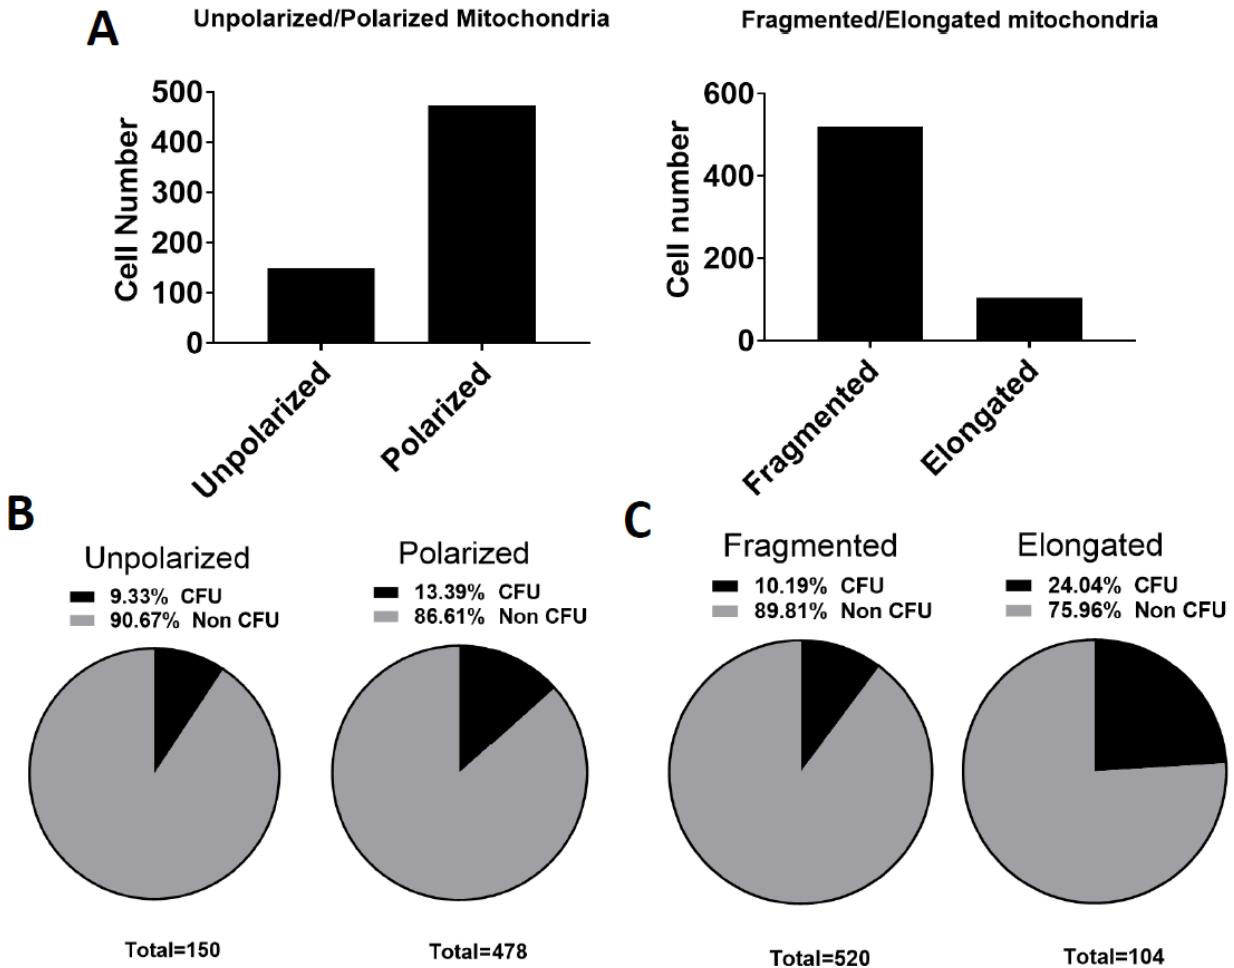 A
Unpolarized/Polarized Mitochondria
Cell Number
500
400
300
200
100
0
Unpolarized
Polarized
Fragmented/Elongated mitochondria
Cell number
600
400
200
0
Fragmented
Elongated
B
Unpolarized
9.33% CFU
90.67% Non CFU
Total=150
Polarized
13.39% CFU
86.61% Non CFU
Total=478
C
Fragmented
10.19% CFU
89.81% Non CFU
Total=520
Elongated
24.04% CFU
75.96% Non CFU
Total=104